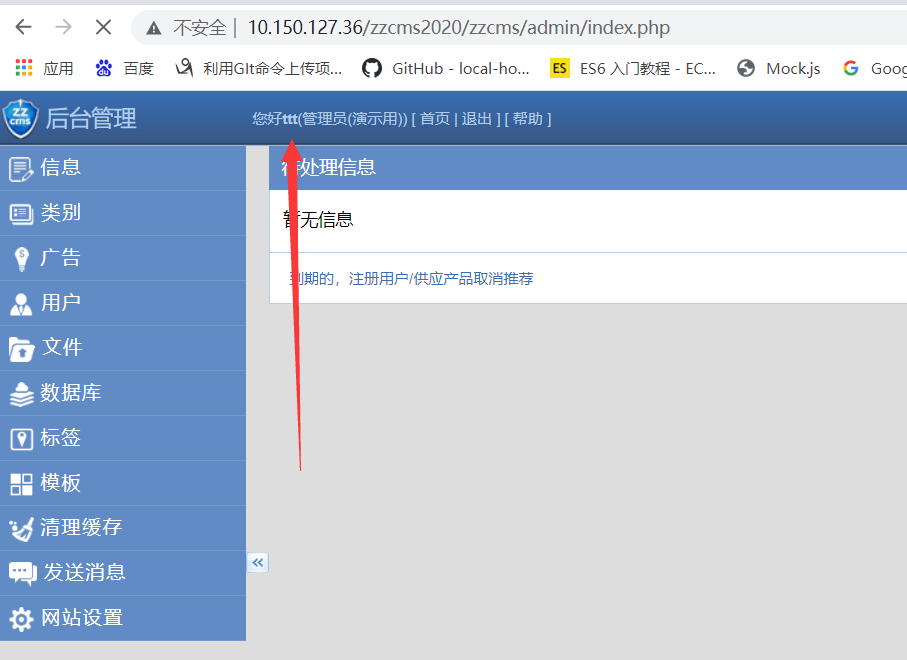 不安全 | 10.150.127.36/zzcms2020/zzcms/admin/index.php
应用 百度 利用GIt命令上传项... GitHub - local-ho... ES ES6 入门教程 - EC... Mock.js Goog
zz cms 后台管理 您好ttt(管理员(演示用)) [ 首页 | 退出 ] [ 帮助 ]
信息
类别
广告
用户
文件
数据库
标签
模板
清理缓存
发送消息
网站设置
待处理信息
暂无信息
到期的，注册用户/供应产品取消推荐